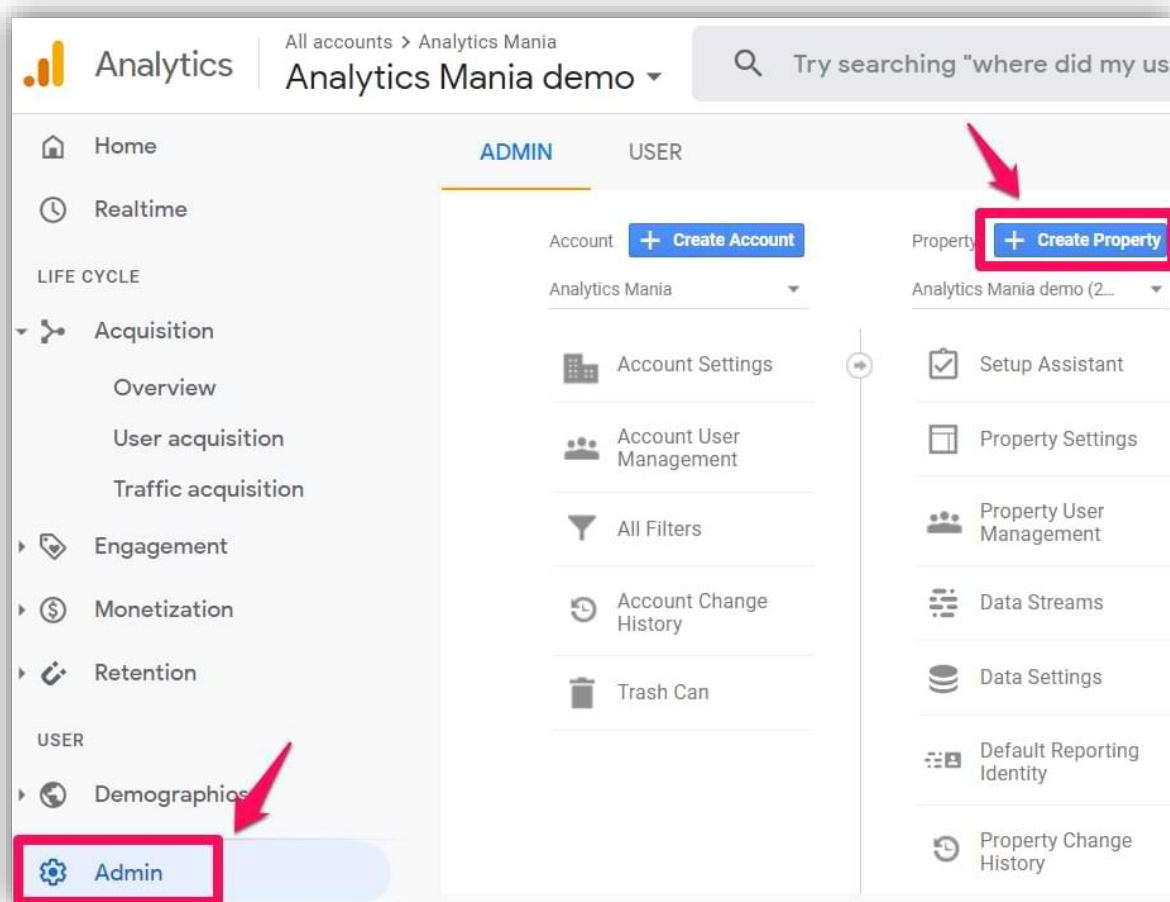 Analytics
All accounts > Analytics Mania
Analytics Mania demo
Try searching "where did my us
Home
Realtime
LIFE CYCLE
Acquisition
Overview
User acquisition
Traffic acquisition
Engagement
Monetization
Retention
USER
Demographics
Admin
ADMIN
USER
Account
+ Create Account
Analytics Mania
Account Settings
Account User
Management
All Filters
Account Change
History
Trash Can
Property
+ Create Property
Analytics Mania demo (2...
Setup Assistant
Property Settings
Property User
Management
Data Streams
Data Settings
Default Reporting
Identity
Property Change
History